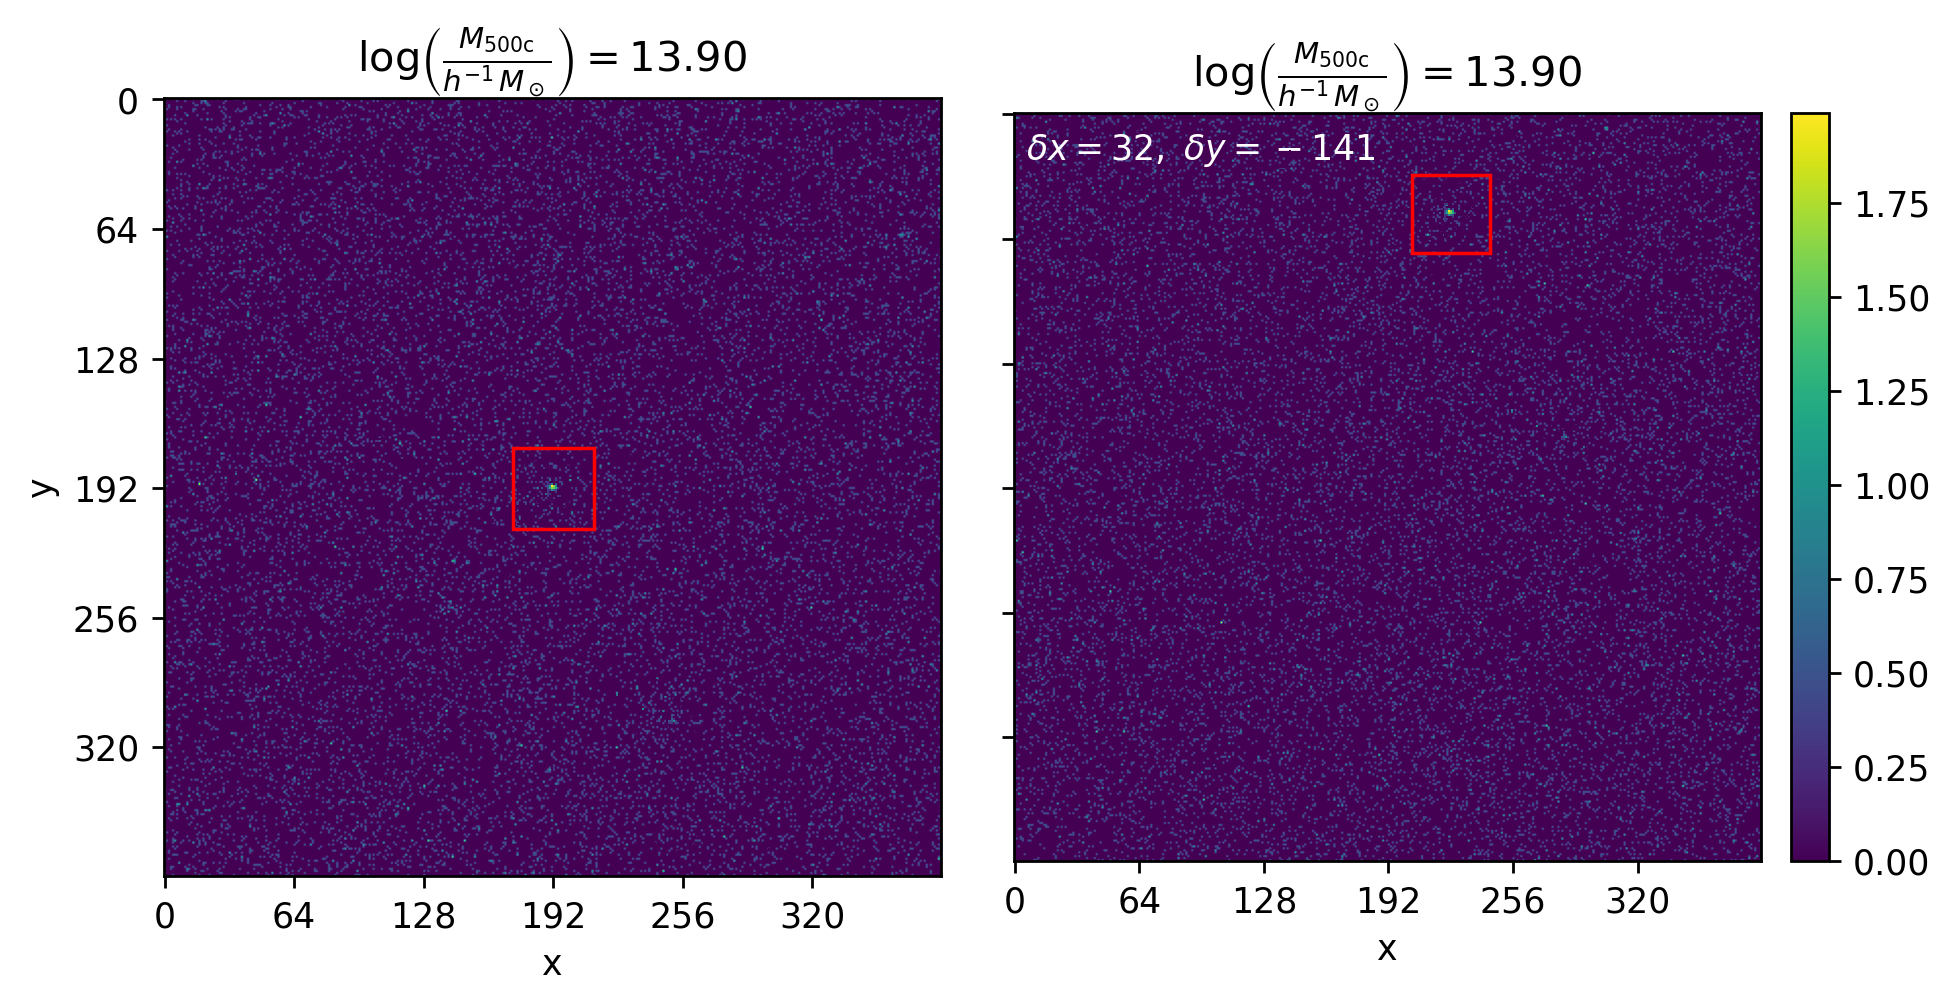 log(M500c / h⁻¹ M⊙) = 13.90
0
64
128
192
256
320
y
0 64 128 192 256 320
x
log(M500c / h⁻¹ M⊙) = 13.90
δx = 32, δy = −141
0 64 128 192 256 320
x
1.75
1.50
1.25
1.00
0.75
0.50
0.25
0.00